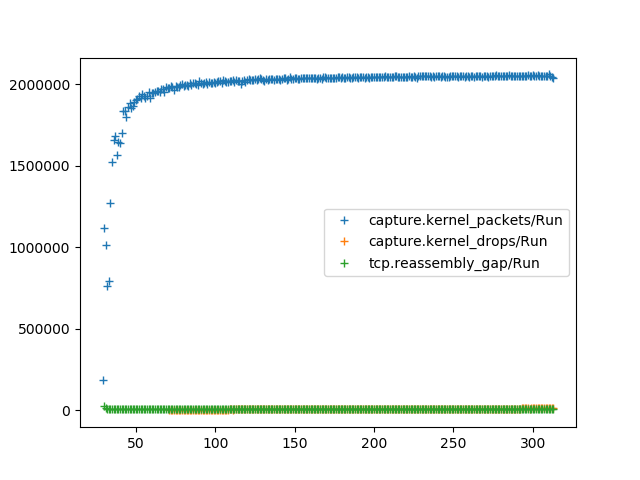 2000000
1500000
1000000
500000
0
capture.kernel_packets/Run
capture.kernel_drops/Run
tcp.reassembly_gap/Run
50 100 150 200 250 300